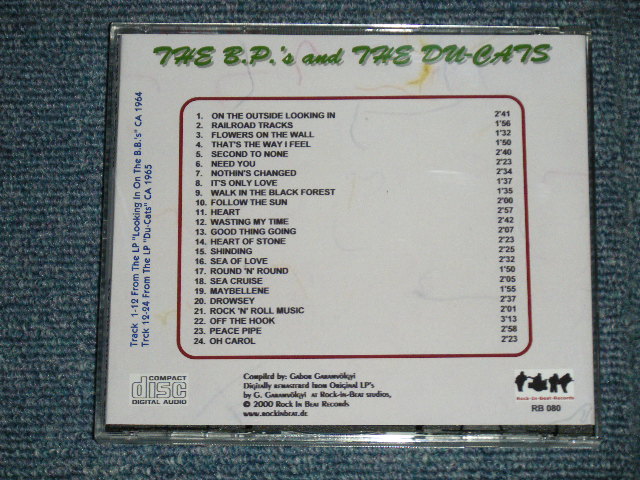 THE B.P.'s and THE DU-CATS
Track 1-12 From The LP "Looking In On The B.B.'s" CA 1964
Trck 12-24 From The LP "Du-Cats" CA 1965
1. ON THE OUTSIDE LOOKING IN 2'41
2. RAILROAD TRACKS 1'56
3. FLOWERS ON THE WALL 1'32
4. THAT'S THE WAY I FEEL 1'50
5. SECOND TO NONE 2'40
6. NEED YOU 2'23
7. NOTHIN'S CHANGED 2'34
8. IT'S ONLY LOVE 1'37
9. WALK IN THE BLACK FOREST 1'35
10. FOLLOW THE SUN 2'00
11. HEART 2'57
12. WASTING MY TIME 2'42
13. GOOD THING GOING 2'07
14. HEART OF STONE 2'23
15. SHINDING 2'25
16. SEA OF LOVE 2'32
17. ROUND 'N' ROUND 1'50
18. SEA CRUISE 2'05
19. MAYBELLENE 1'55
20. DROWSEY 2'37
21. ROCK 'N' ROLL MUSIC 2'01
22. OFF THE HOOK 3'13
23. PEACE PIPE 2'58
24. OH CAROL 2'23
COMPACT
disc
DIGITAL AUDIO
Compiled by: Gabor Garamvölgyi
Digitally remastered from Original LP's
by G. Garamvölgyi at Rock-In-Beat studios,
© 2000 Rock In Beat Records
www.rockinbeat.de
Rock-In-Beat-Records
RB 080